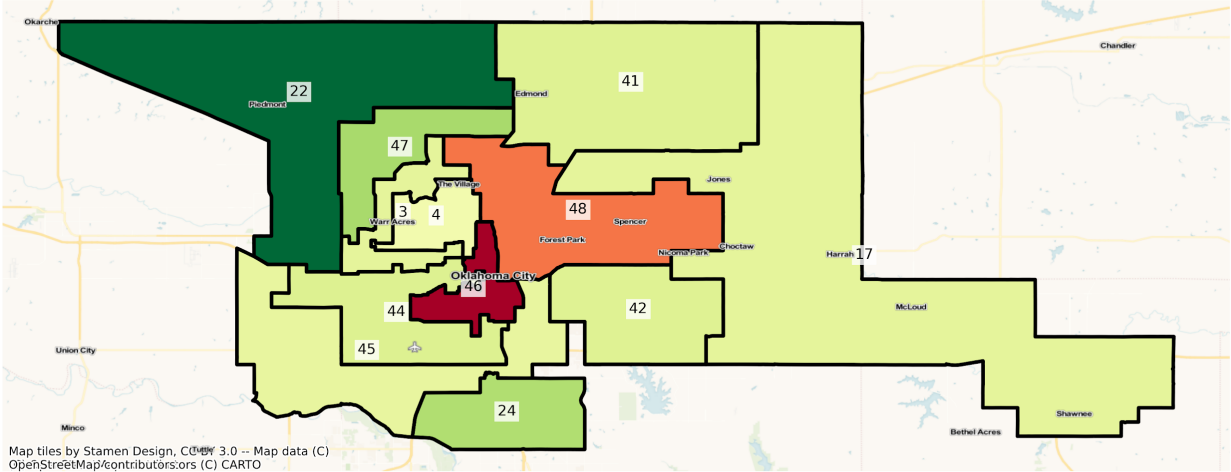 Okarche
Chandler
41
22
Edmond
Piedmont
47
Jones
The Village
3
4
48
Warr Acres
Spencer
Forest Park
Choctaw
Nicoma Park
Harrah
17
Oklahoma City
46
McLoud
42
44
45
Union City
24
Shawnee
Minco
Bethel Acres
Map tiles by Stamen Design, CC BY 3.0 -- Map data (C)
OpenStreetMap contributors (C) CARTO